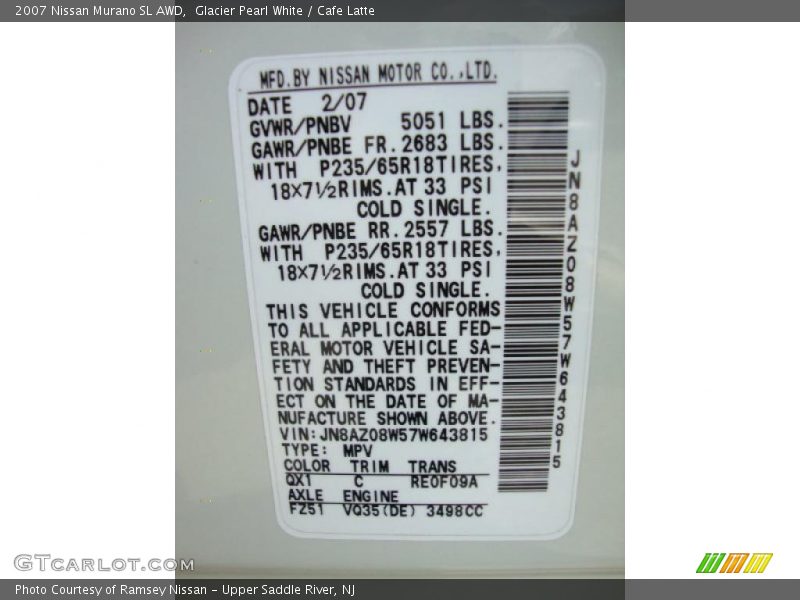 2007 Nissan Murano SL AWD,  Glacier Pearl White / Cafe Latte
MFD.BY NISSAN MOTOR CO.,LTD.
DATE 2/07
GVWR/PNBV 5051 LBS.
GAWR/PNBE FR.2683 LBS.
WITH P235/65R18TIRES,
18×7½RIMS.AT 33 PSI
COLD SINGLE.
GAWR/PNBE RR.2557 LBS.
WITH P235/65R18TIRES,
18×7½RIMS.AT 33 PSI
COLD SINGLE.
THIS VEHICLE CONFORMS
TO ALL APPLICABLE FED-
ERAL MOTOR VEHICLE SA-
FETY AND THEFT PREVEN-
TION STANDARDS IN EFF-
ECT ON THE DATE OF MA-
NUFACTURE SHOWN ABOVE.
VIN:JN8AZ08W57W643815
TYPE: MPV
COLOR TRIM TRANS
QX1 C RE0F09A
AXLE ENGINE
FZ51 VQ35(DE) 3498CC
JN8AZ08W57W643815
GTCarLot.com
Photo Courtesy of Ramsey Nissan - Upper Saddle River, NJ